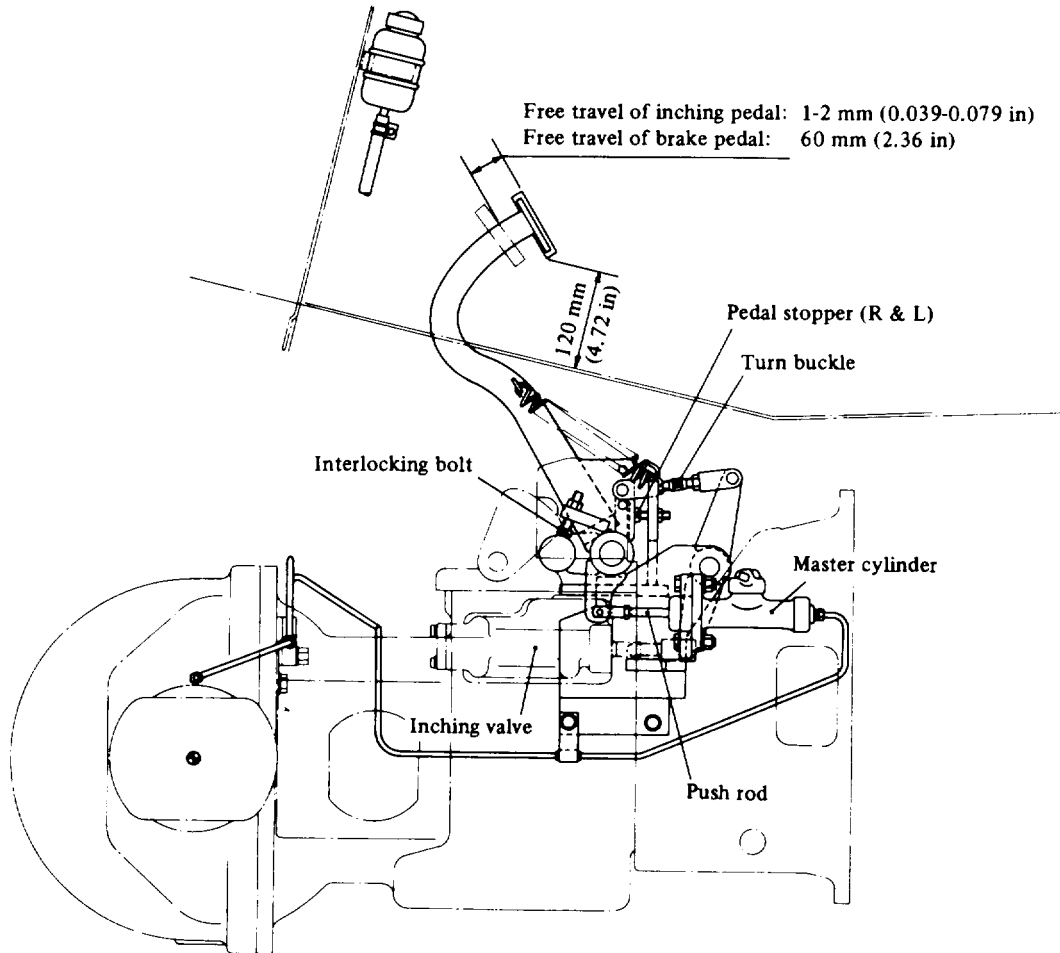 Free travel of inching pedal: 1-2 mm (0.039-0.079 in)
Free travel of brake pedal: 60 mm (2.36 in)
120 mm
(4.72 in)
Pedal stopper (R & L)
Turn buckle
Interlocking bolt
Master cylinder
Inching valve
Push rod